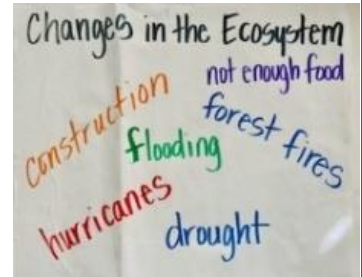 Changes in the Ecosystem
not enough food
construction
forest fires
flooding
hurricanes
drought